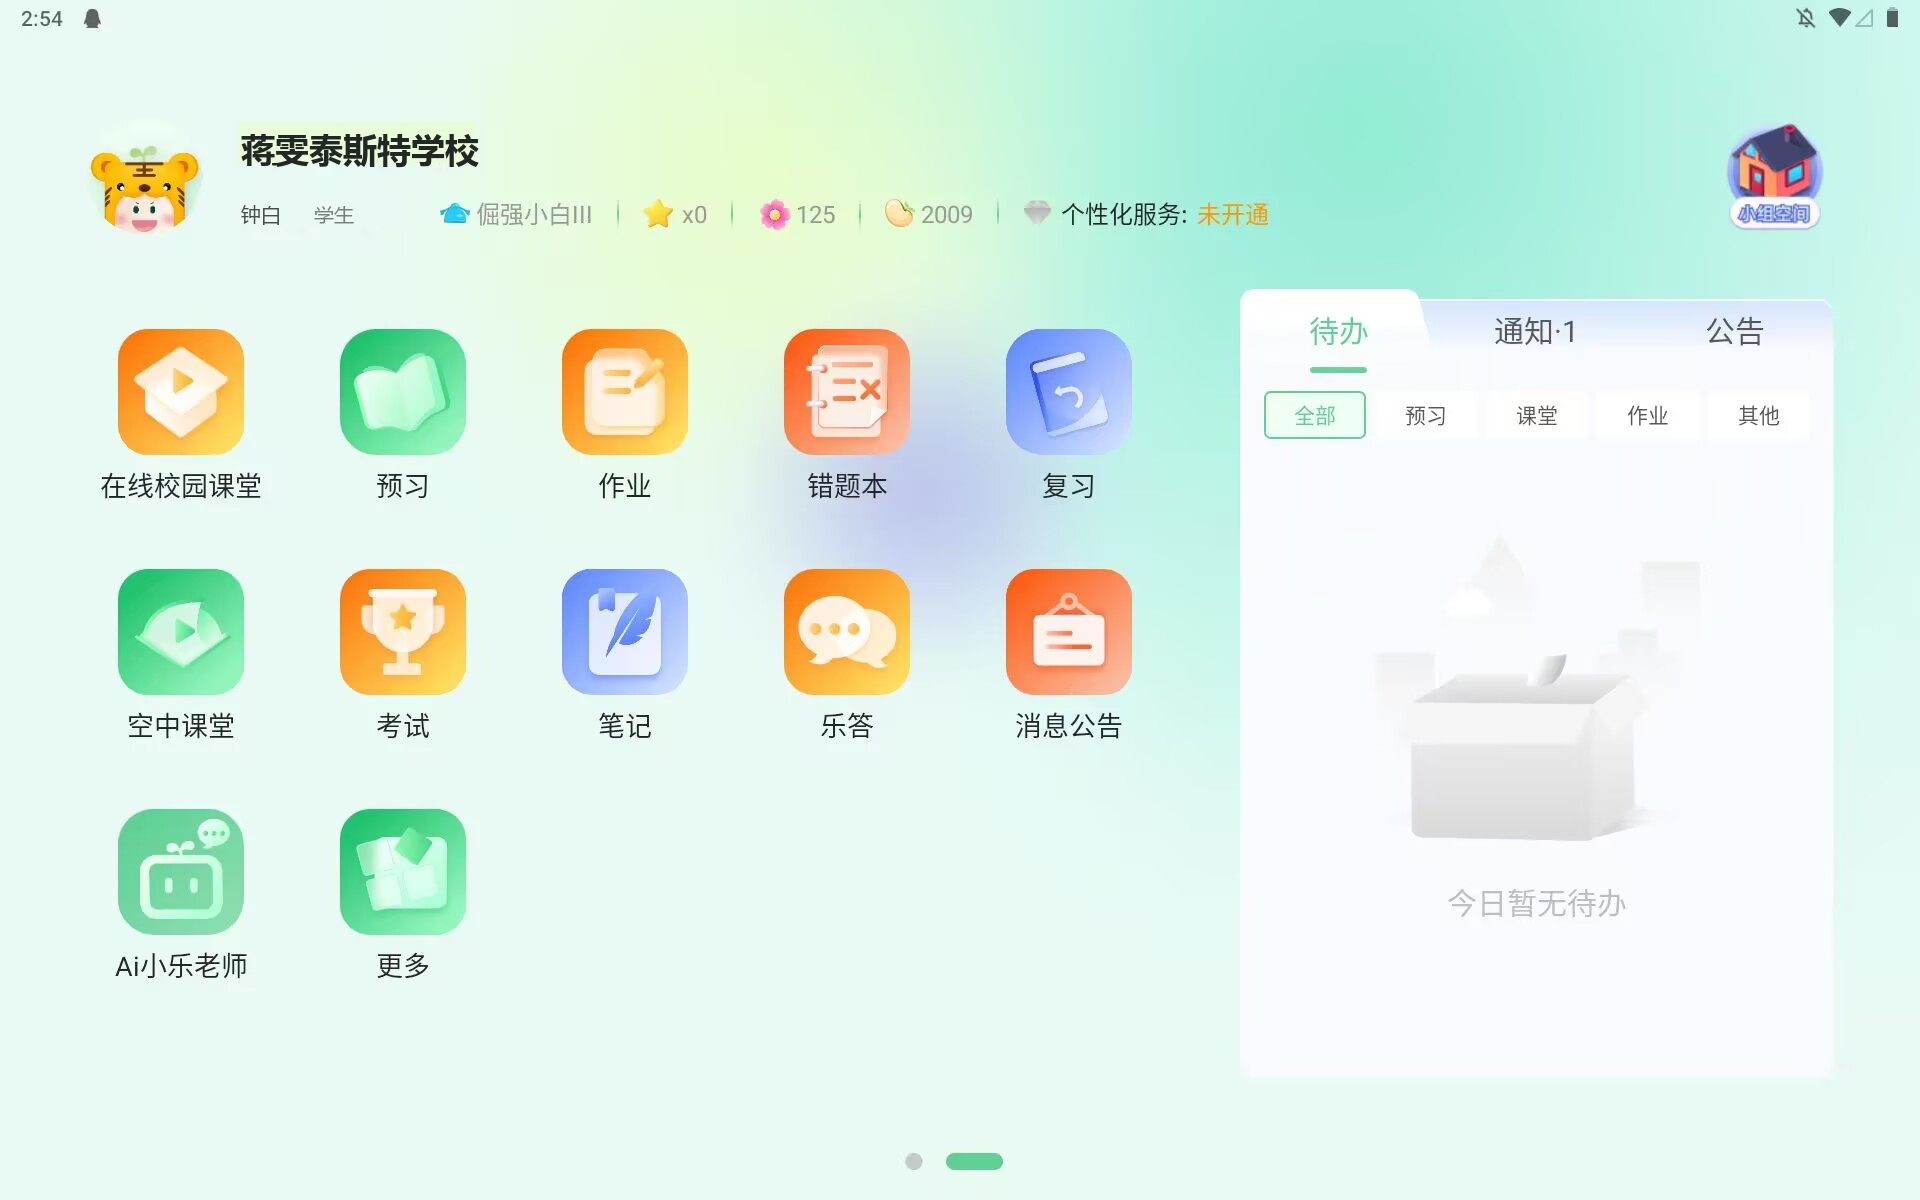 2:54
蒋雯泰斯特学校
钟白 学生 倔强小白III x0 125 2009 个性化服务: 未开通
小组空间
在线校园课堂 预习 作业 错题本 复习
空中课堂 考试 笔记 乐答 消息公告
Ai小乐老师 更多
待办 通知·1 公告
全部 预习 课堂 作业 其他
今日暂无待办